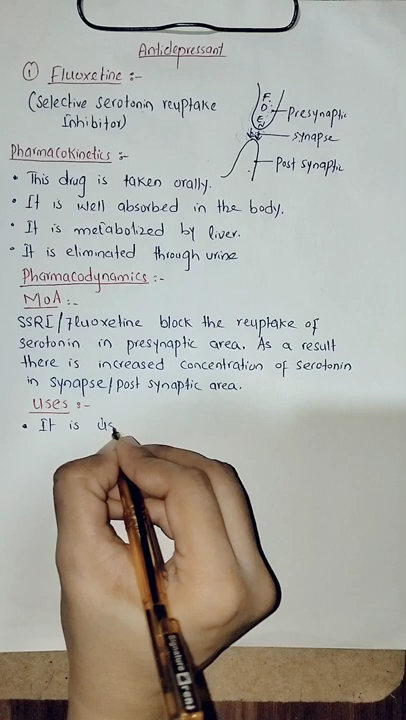 Antidepressant
① Fluoxetine :-
(Selective serotonin reuptake
Inhibitor)
F.
D.
E.
N
Presynaptic
synapse
Post synaptic
Pharmacokinetics :-
• This drug is taken orally.
• It is well absorbed in the body.
• It is metabolized by liver.
• It is eliminated through urine
Pharmacodynamics :-
MoA :-
SSRI/Fluoxetine block the reuptake of
serotonin in presynaptic area. As a result
there is increased concentration of serotonin
in synapse/post synaptic area.
Uses :-
• It is us
Signature